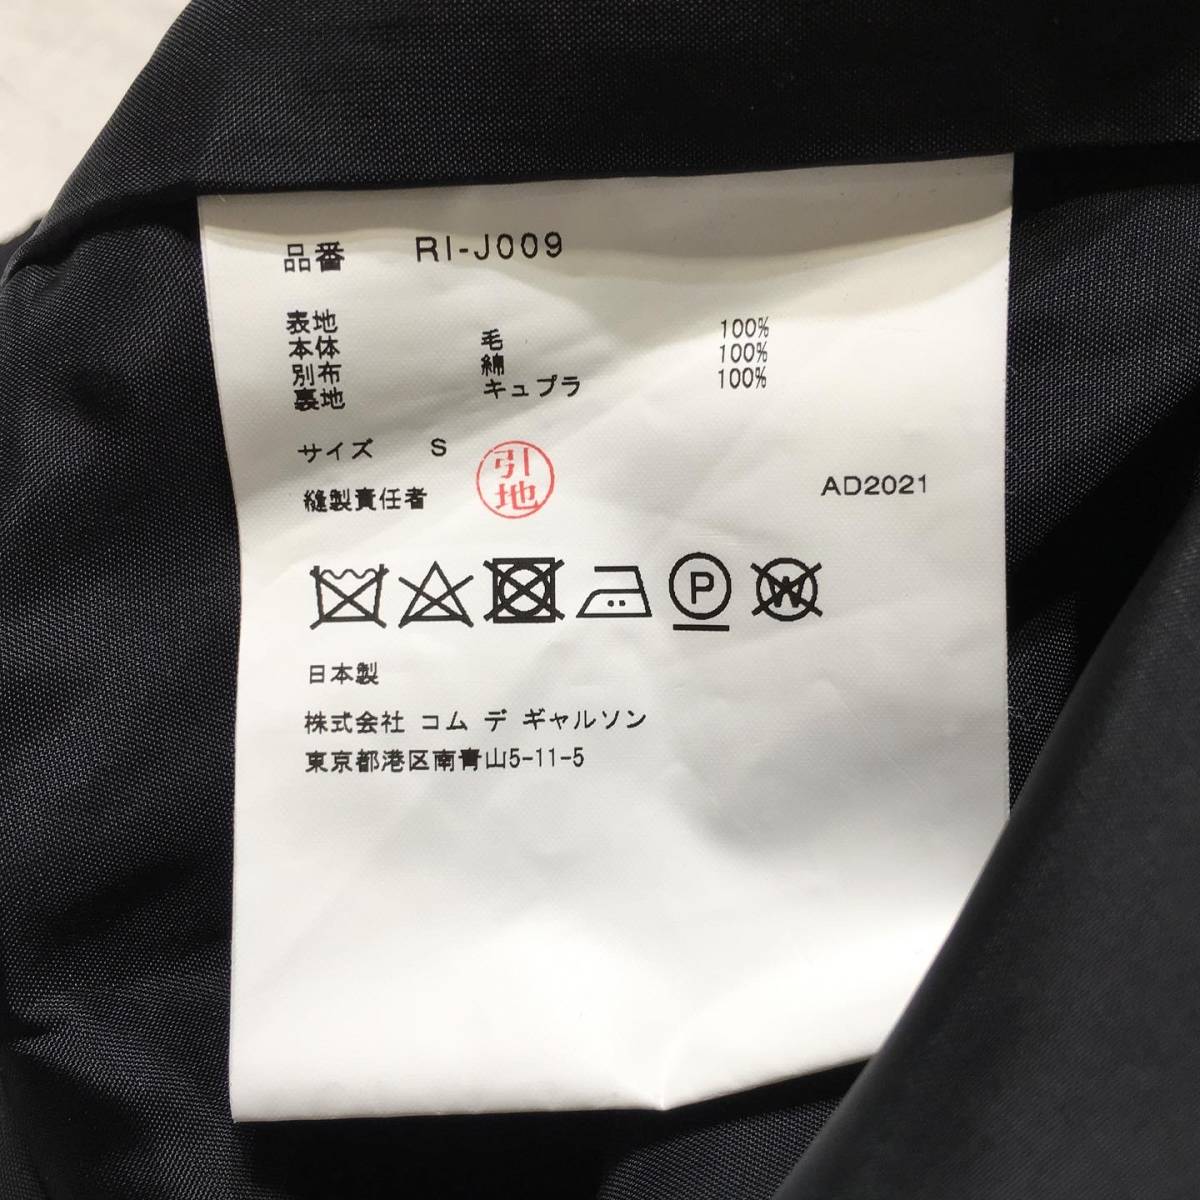 品番 RI-J009
表地
本体 毛 100%
別布 綿 100%
裏地 キュプラ 100%
サイズ S
縫製責任者 引地 AD2021
P W
日本製
株式会社 コム デ ギャルソン
東京都港区南青山5-11-5